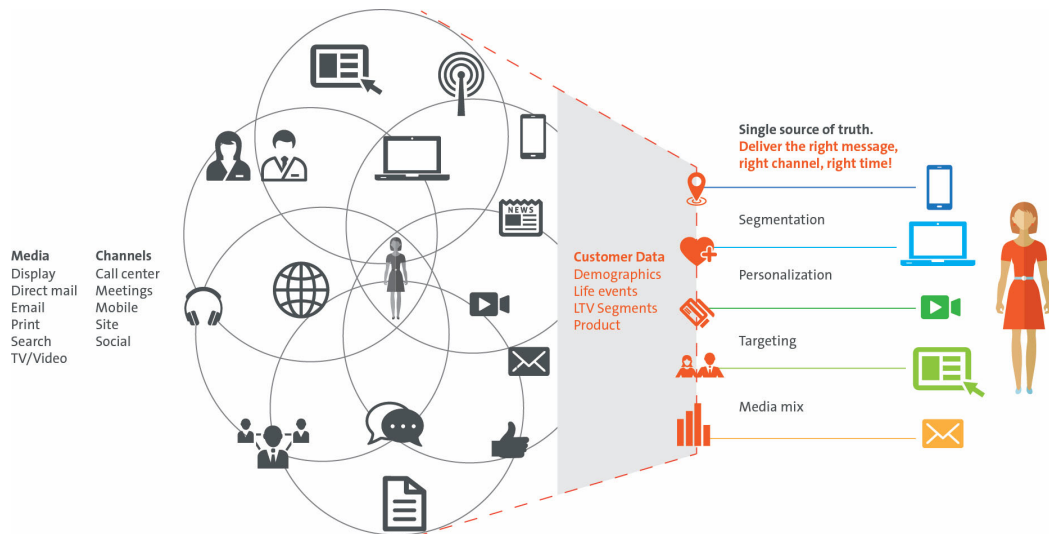 Media
Display
Direct mail
Email
Print
Search
TV/Video
Channels
Call center
Meetings
Mobile
Site
Social
NEWS
Customer Data
Demographics
Life events
LTV Segments
Product
Single source of truth.
Deliver the right message,
right channel, right time!
Segmentation
Personalization
Targeting
Media mix